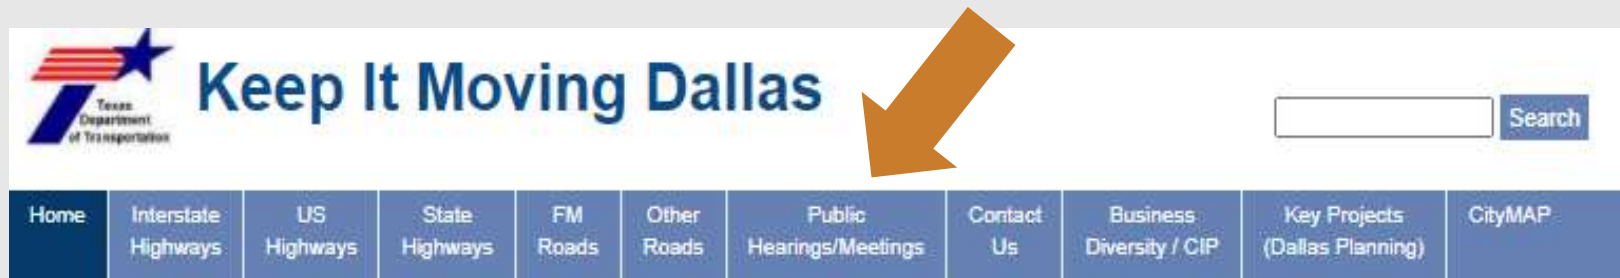 Texas
Department
of Transportation
Keep It Moving Dallas
Search
Home
Interstate
Highways
US
Highways
State
Highways
FM
Roads
Other
Roads
Public
Hearings/Meetings
Contact
Us
Business
Diversity / CIP
Key Projects
(Dallas Planning)
CityMAP